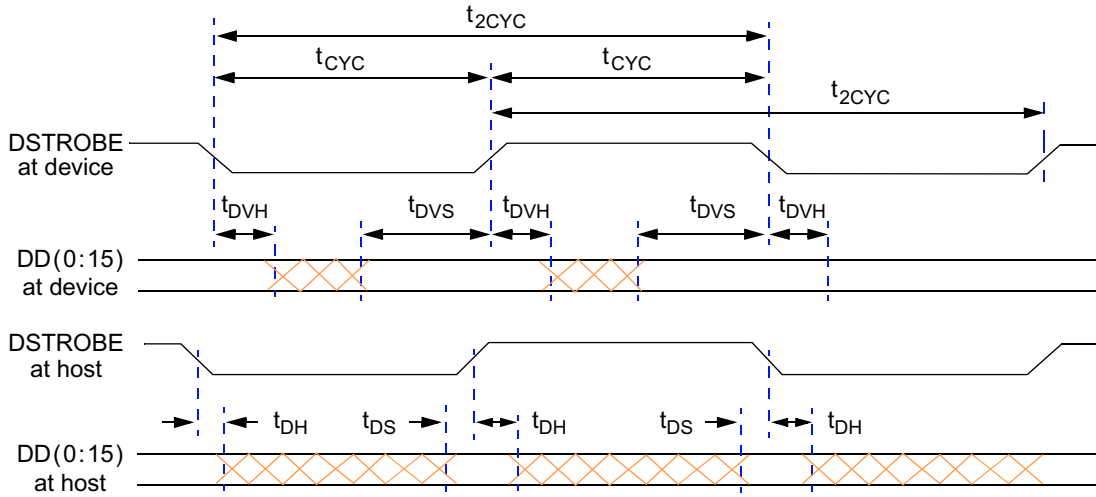 t2CYC
tCYC tCYC
t2CYC
DSTROBE
at device
tDVH tDVS tDVH tDVS tDVH
DD(0:15)
at device
DSTROBE
at host
tDH tDS tDH tDS tDH
DD(0:15)
at host